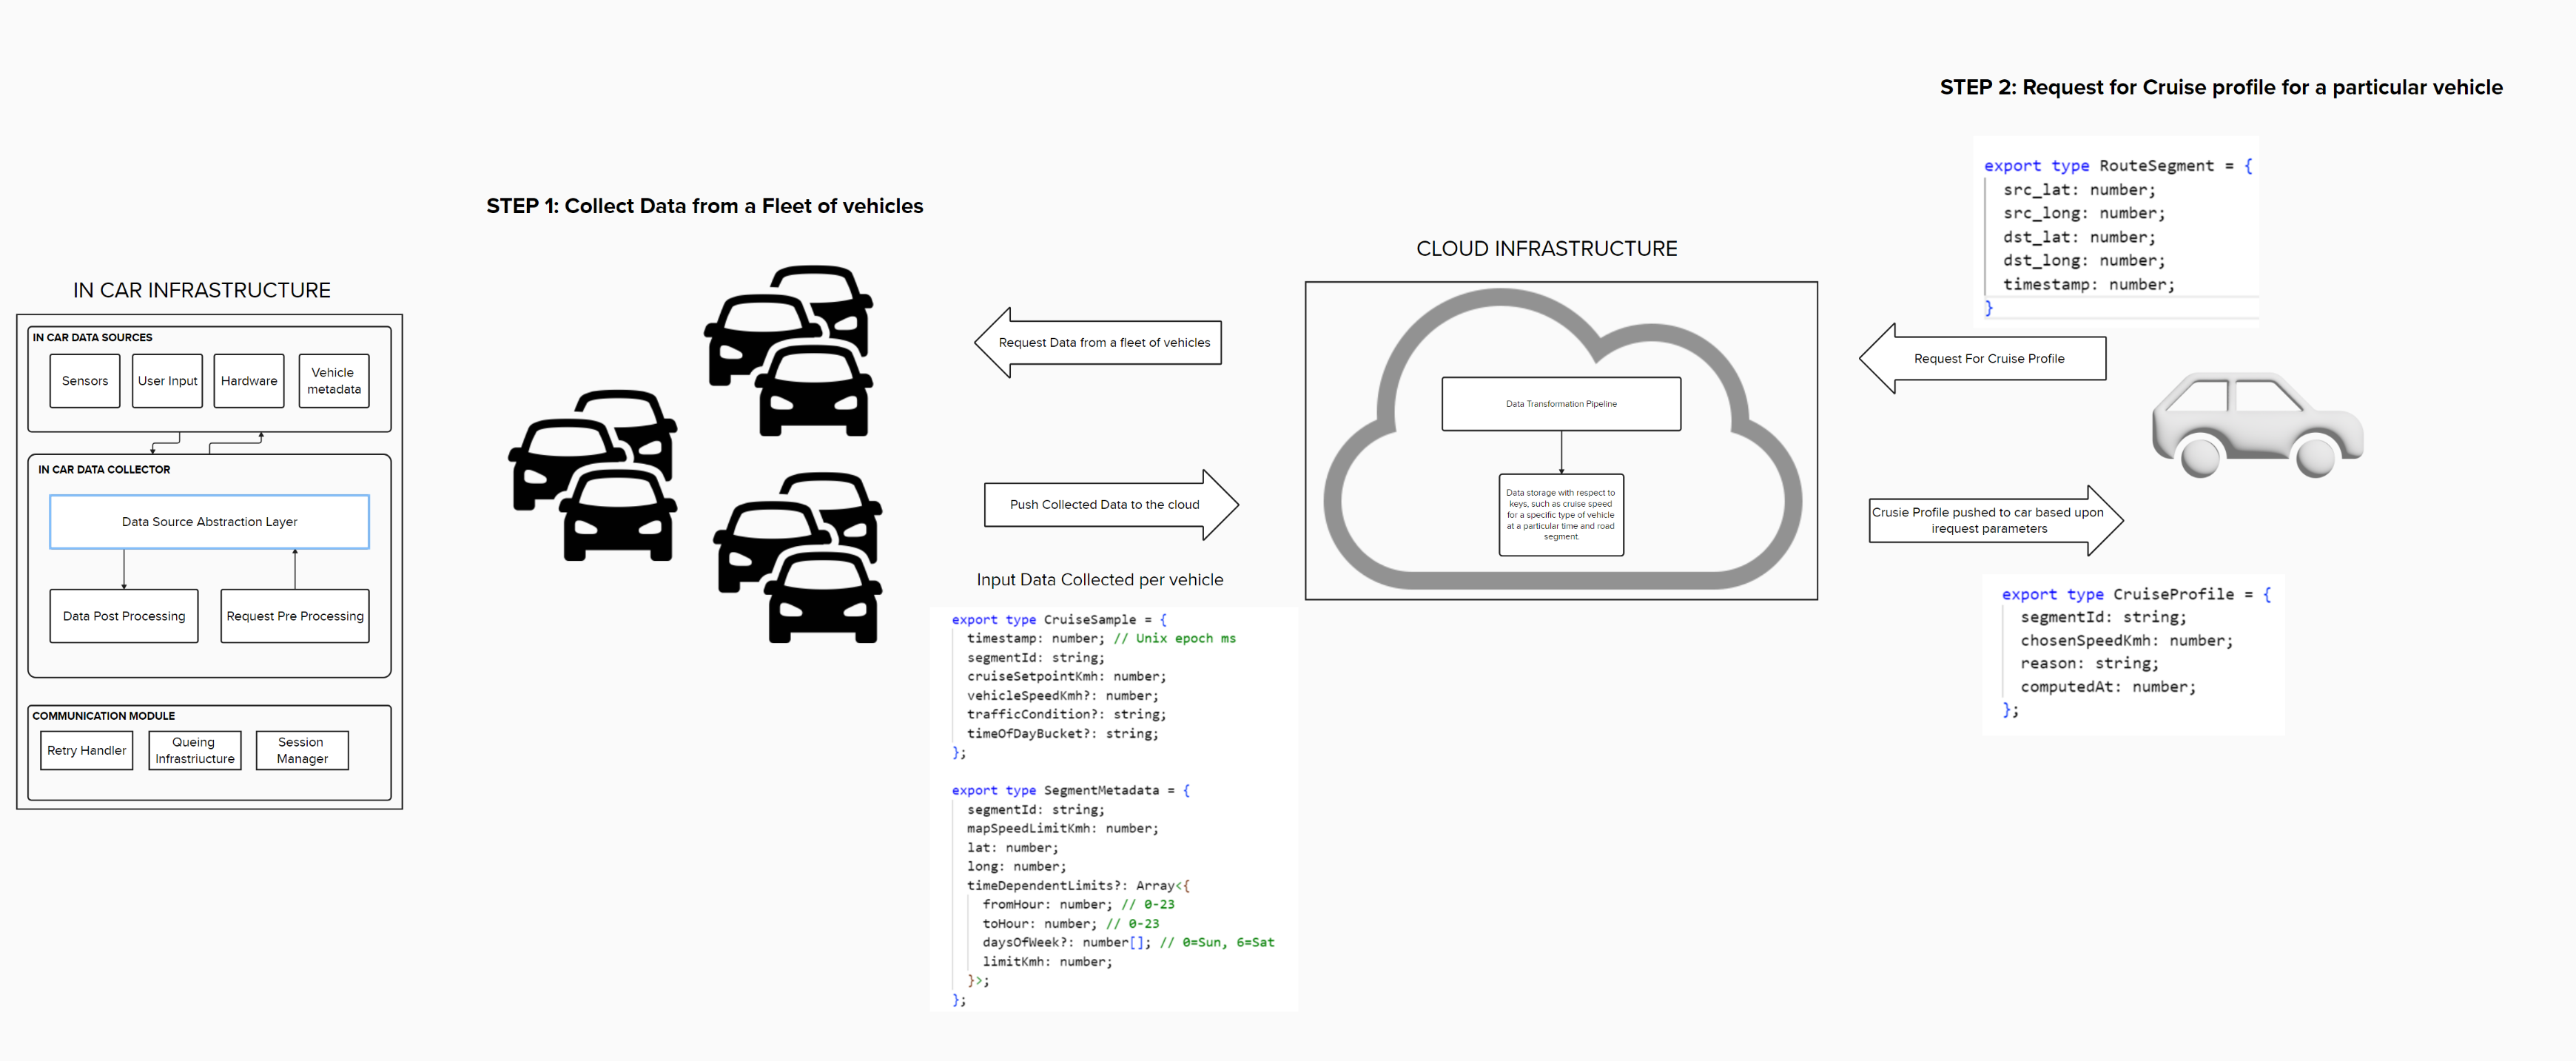 STEP 2: Request for Cruise profile for a particular vehicle
export type RouteSegment = {
src_lat: number;
src_long: number;
dst_lat: number;
dst_long: number;
timestamp: number;
}
STEP 1: Collect Data from a Fleet of vehicles
CLOUD INFRASTRUCTURE
IN CAR INFRASTRUCTURE
IN CAR DATA SOURCES
Sensors
User Input
Hardware
Vehicle
metadata
IN CAR DATA COLLECTOR
Data Source Abstraction Layer
Data Post Processing
Request Pre Processing
COMMUNICATION MODULE
Retry Handler
Queing
Infrastriucture
Session
Manager
Request Data from a fleet of vehicles
Push Collected Data to the cloud
Input Data Collected per vehicle
export type CruiseSample = {
timestamp: number; // Unix epoch ms
segmentId: string;
cruiseSetpointKmh: number;
vehicleSpeedKmh?: number;
trafficCondition?: string;
timeOfDayBucket?: string;
};
export type SegmentMetadata = {
segmentId: string;
mapSpeedLimitKmh: number;
lat: number;
long: number;
timeDependentLimits?: Array<{
fromHour: number; // 0-23
toHour: number; // 0-23
daysOfWeek?: number[]; // 0=Sun, 6=Sat
limitKmh: number;
}>;
};
Data Transformation Pipeline
Data storage with respect to
keys, such as cruise speed
for a specific type of vehicle
at a particular time and road
segment.
Request For Cruise Profile
Crusie Profile pushed to car based upon
irequest parameters
export type CruiseProfile = {
segmentId: string;
chosenSpeedKmh: number;
reason: string;
computedAt: number;
};